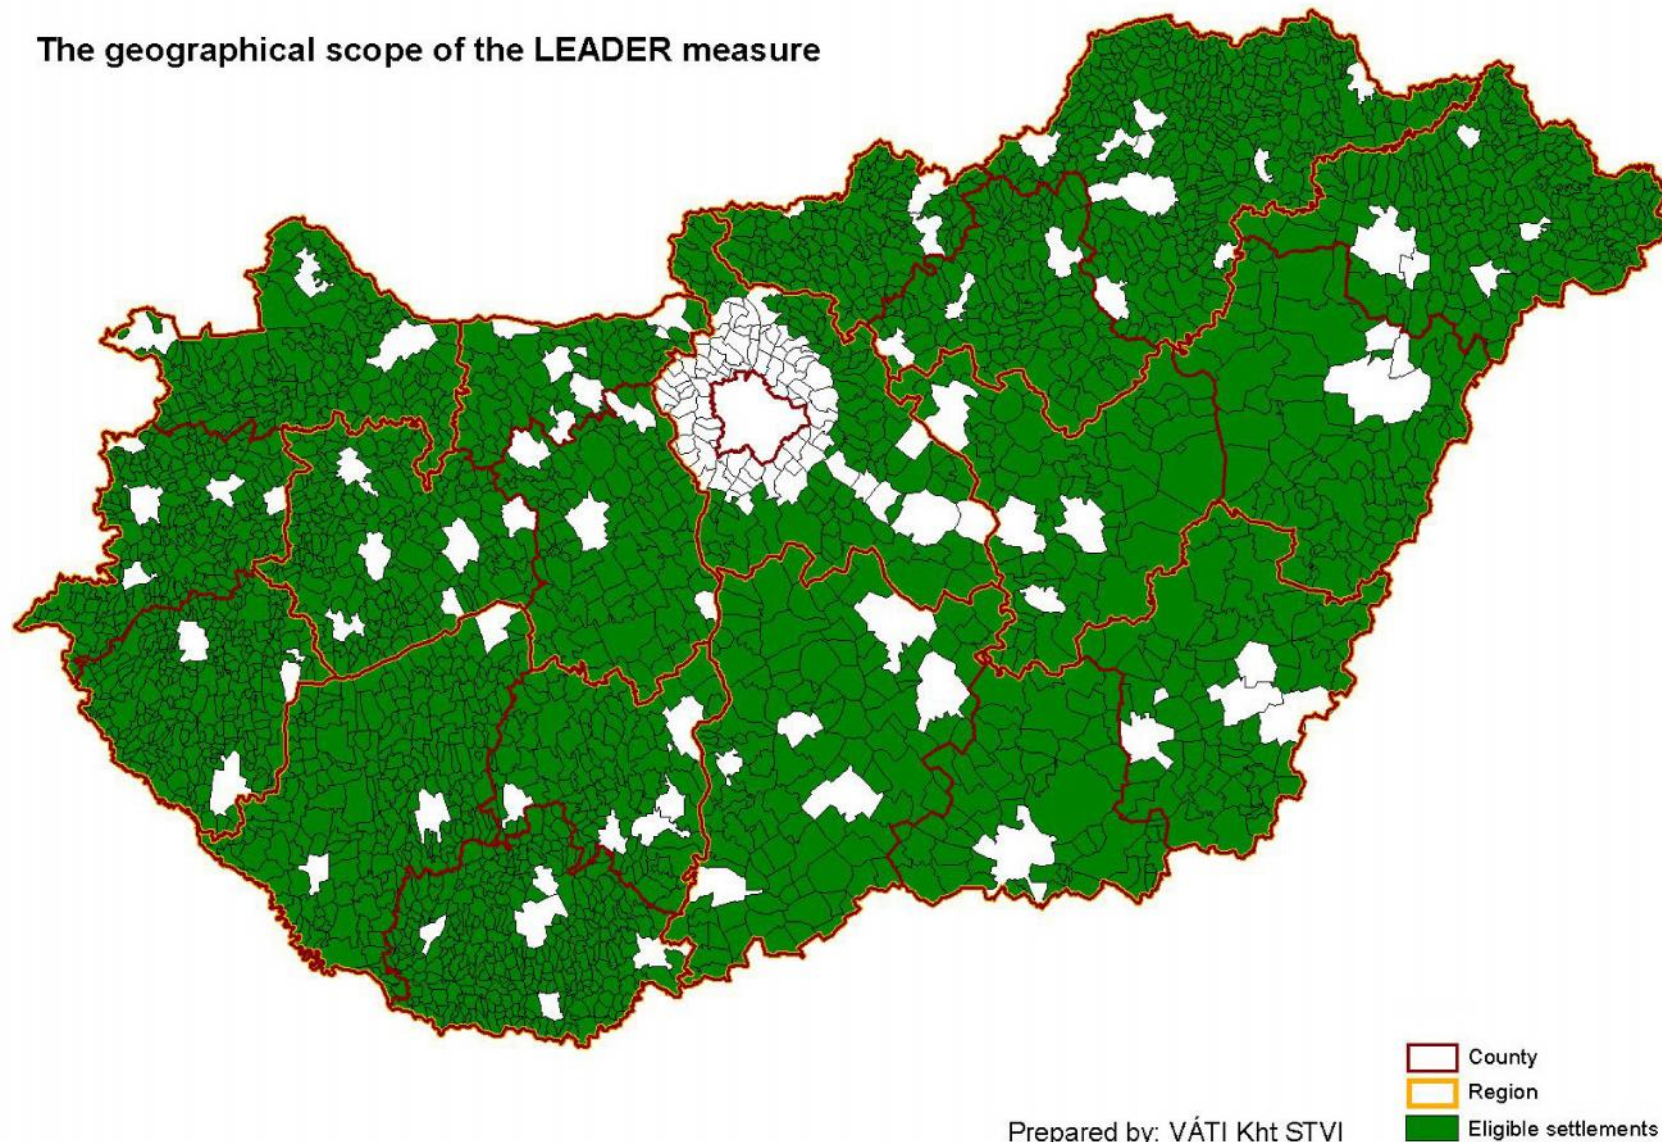 The geographical scope of the LEADER measure
County
Region
Eligible settlements
Prepared by: VÁTI Kht STVI